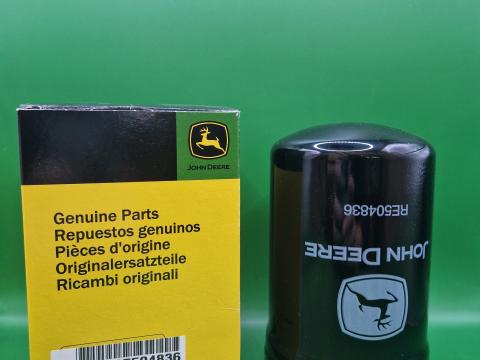 JOHN DEERE
Genuine Parts
Repuestos genuinos
Pièces d'origine
Originalersatzteile
Ricambi originali
RE504836
JOHN DEERE